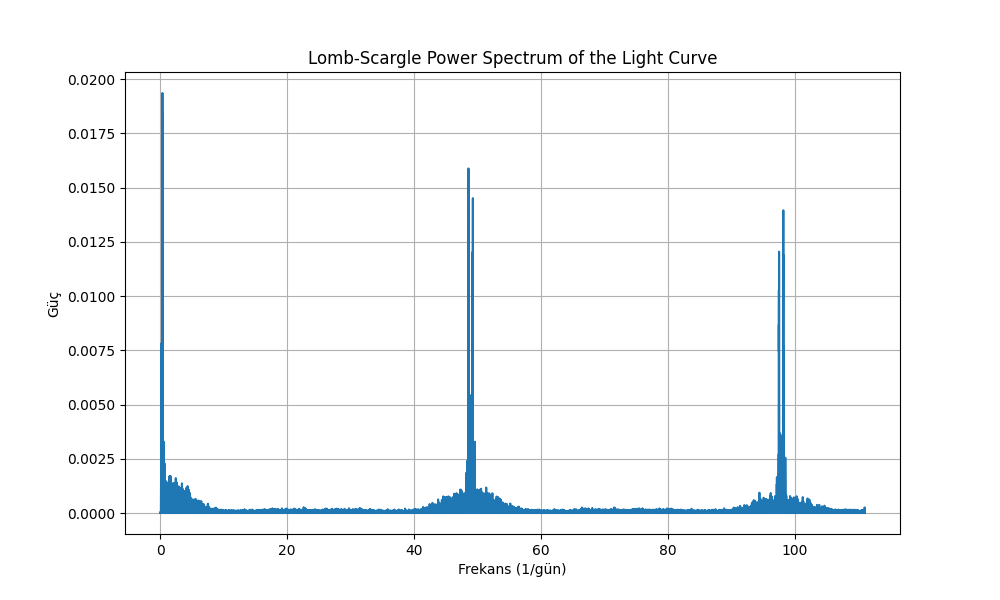 Lomb-Scargle Power Spectrum of the Light Curve
0.0200
0.0175
0.0150
0.0125
0.0100
0.0075
0.0050
0.0025
0.0000
Güç
0 20 40 60 80 100
Frekans (1/gün)